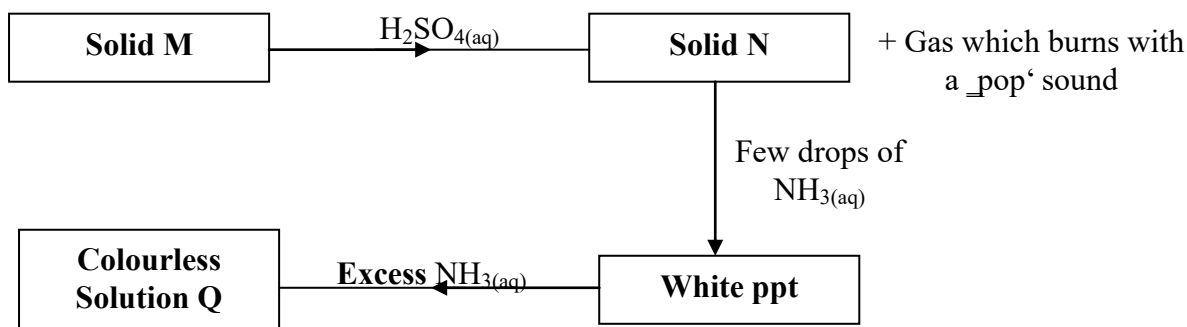 Solid M
H₂SO₄(aq)
Solid N
+ Gas which burns with
a ‗pop‘ sound
Few drops of
NH₃(aq)
Colourless
Solution Q
Excess NH₃(aq)
White ppt